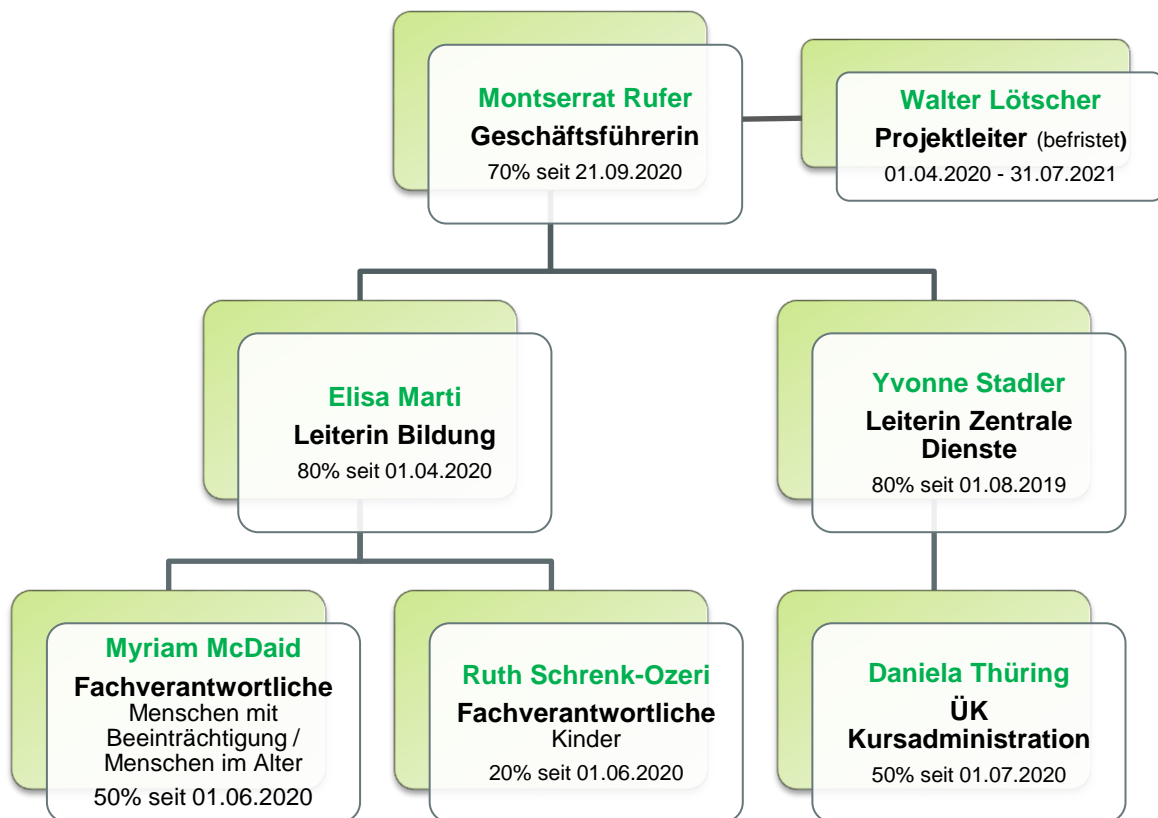 Montserrat Rufer
Geschäftsführerin
70% seit 21.09.2020
Walter Lötscher
Projektleiter (befristet)
01.04.2020 - 31.07.2021
Elisa Marti
Leiterin Bildung
80% seit 01.04.2020
Yvonne Stadler
Leiterin Zentrale
Dienste
80% seit 01.08.2019
Myriam McDaid
Fachverantwortliche
Menschen mit
Beeinträchtigung /
Menschen im Alter
50% seit 01.06.2020
Ruth Schrenk-Ozeri
Fachverantwortliche
Kinder
20% seit 01.06.2020
Daniela Thüring
ÜK
Kursadministration
50% seit 01.07.2020